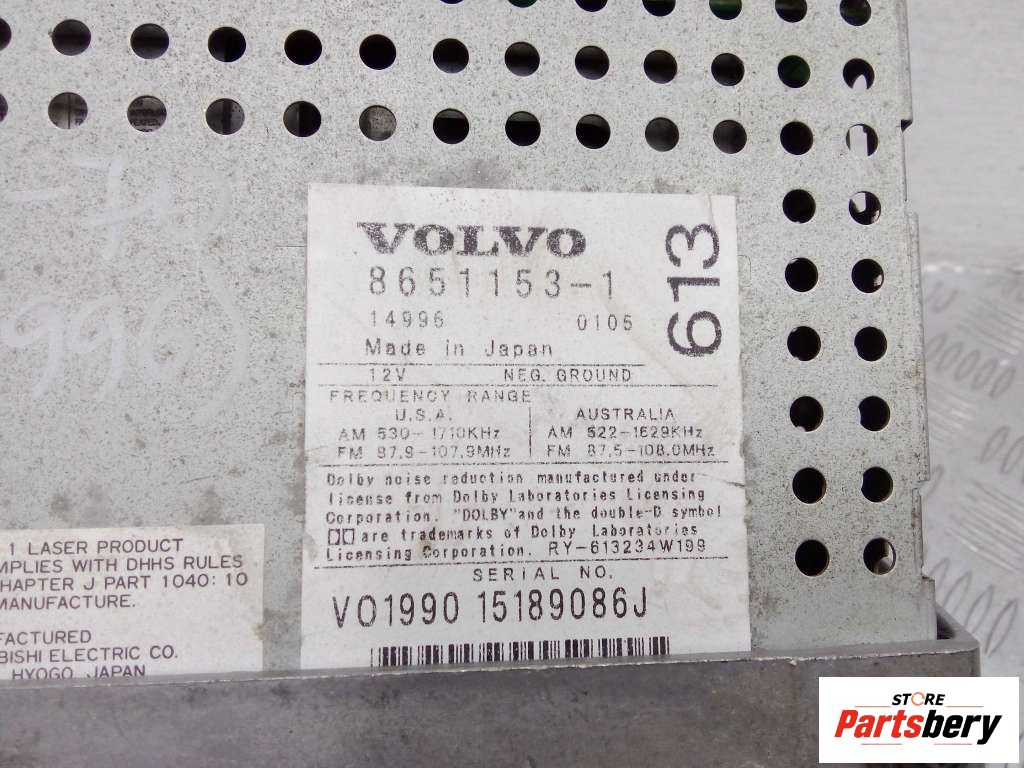 VOLVO
8651153-1
14996 0105
613
Made in Japan
12V NEG. GROUND
FREQUENCY RANGE
U.S.A. AUSTRALIA
AM 530-1710KHz AM 522-1629KHz
FM 87.9-107.9MHz FM 87.5-108.0MHz
Dolby noise reduction manufactured under
license from Dolby Laboratories Licensing
Corporation. "DOLBY"and the double-D symbol
are trademarks of Dolby Laboratories
Licensing Corporation. RY-613234W199
SERIAL NO.
VO1990 15189086J
1 LASER PRODUCT
MPLIES WITH DHHS RULES
HAPTER J PART 1040:10
MANUFACTURE.
FACTURED
BISHI ELECTRIC CO.
HYOGO, JAPAN
STORE
Partsbery